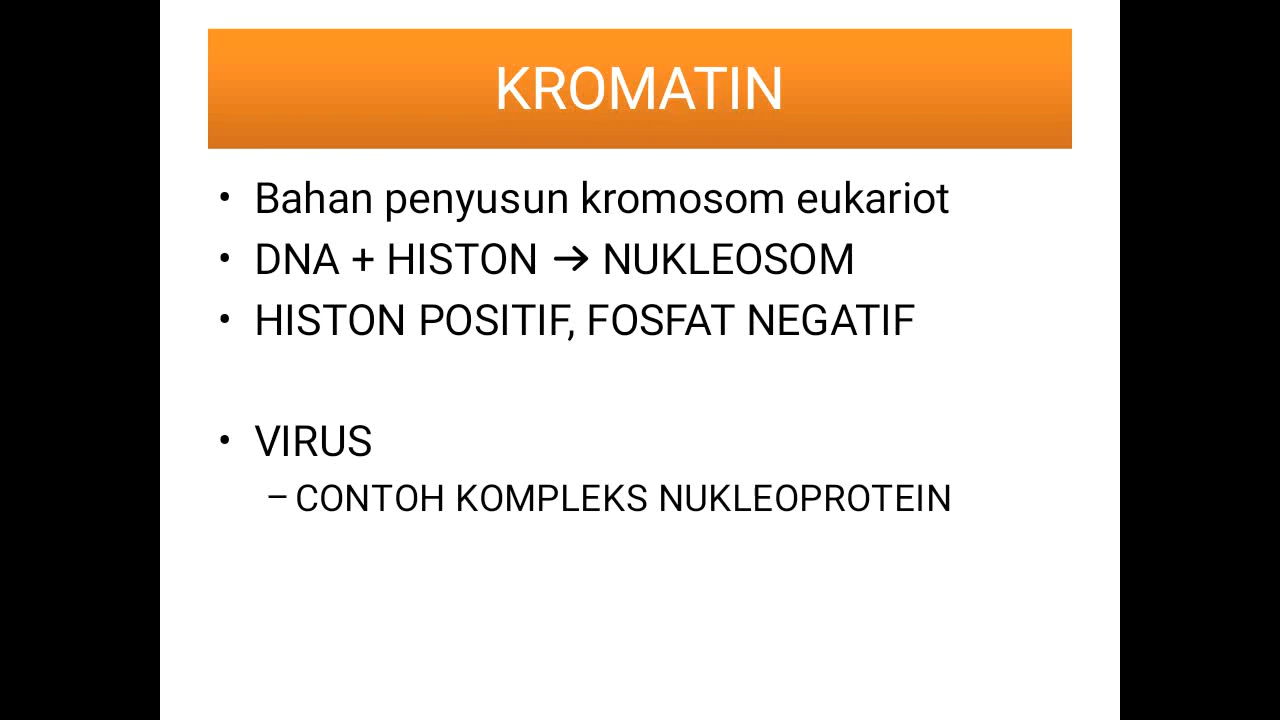 KROMATIN
• Bahan penyusun kromosom eukariot
• DNA + HISTON → NUKLEOSOM
• HISTON POSITIF, FOSFAT NEGATIF
• VIRUS
– CONTOH KOMPLEKS NUKLEOPROTEIN